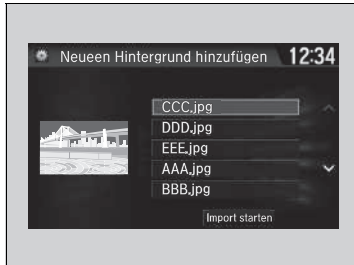 Neueen Hintergrund hinzufügen 12:34
CCC.jpg
DDD.jpg
EEE.jpg
AAA.jpg
BBB.jpg
Import starten